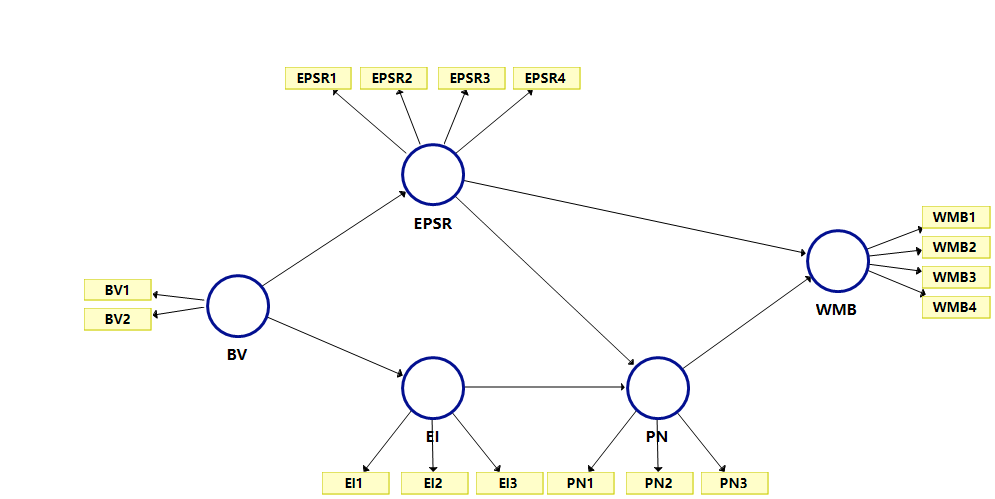 EPSR1 EPSR2 EPSR3 EPSR4
EPSR
WMB1
WMB2
WMB3
WMB4
WMB
BV1
BV2
BV
EI
PN
EI1 EI2 EI3 PN1 PN2 PN3